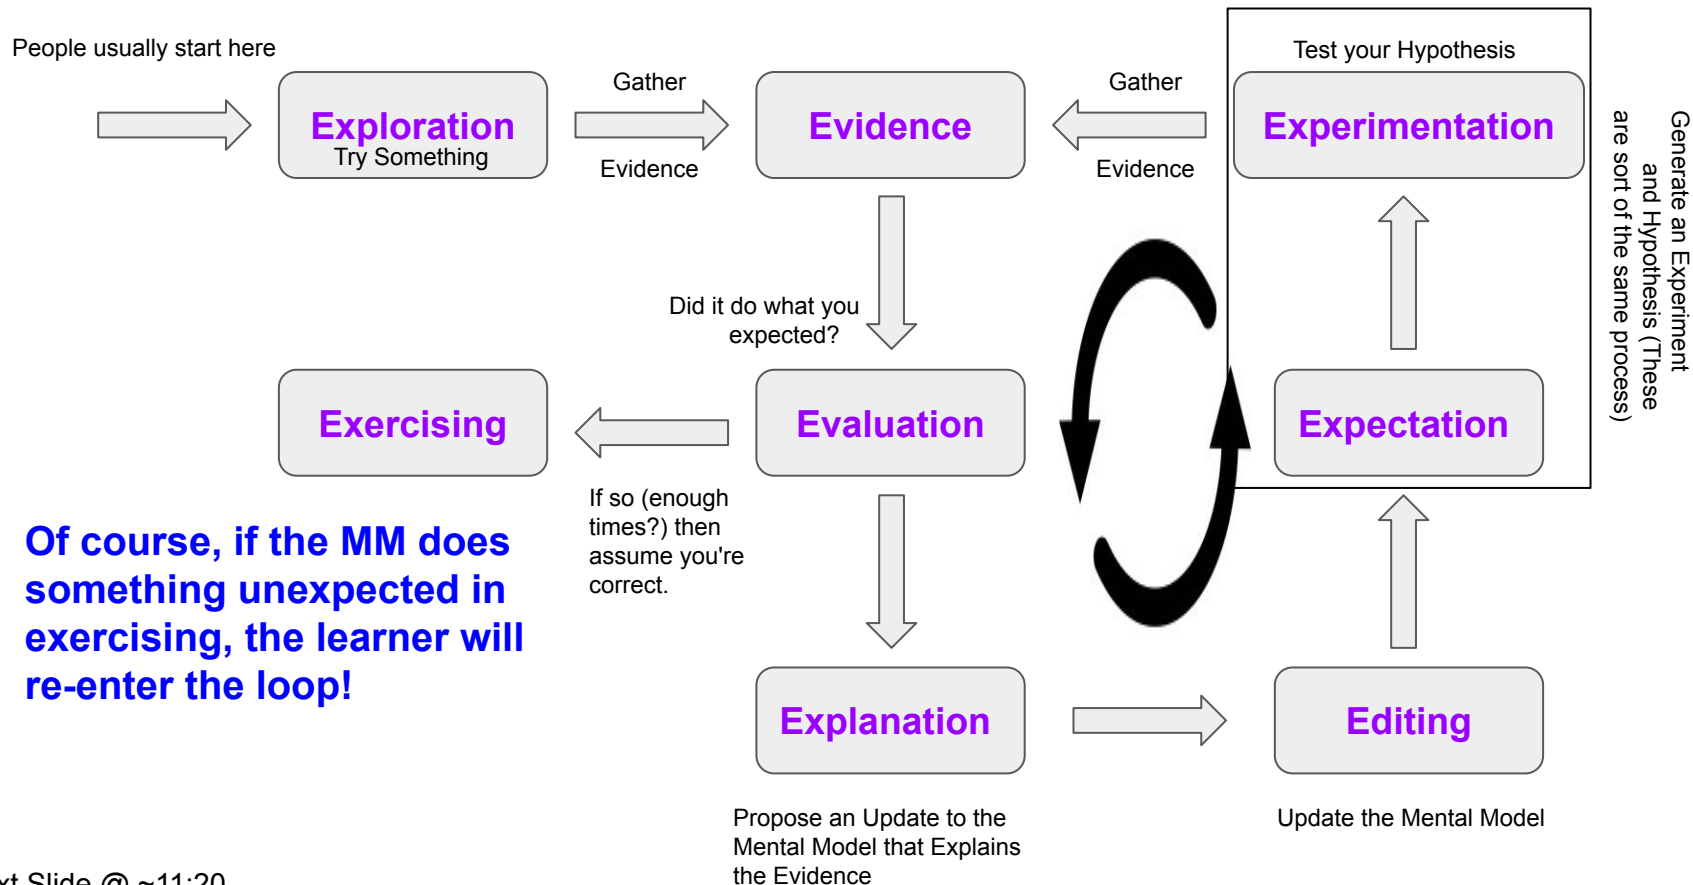 People usually start here
Exploration
Try Something
Gather
Evidence
Evidence
Gather
Evidence
Test your Hypothesis
Experimentation
Generate an Experiment
and Hypothesis (These
are sort of the same process)
Did it do what you
expected?
Exercising
Evaluation
Expectation
If so (enough
times?) then
assume you're
correct.
Of course, if the MM does
something unexpected in
exercising, the learner will
re-enter the loop!
Explanation
Editing
Propose an Update to the
Mental Model that Explains
the Evidence
Update the Mental Model
xt Slide @ ~11:20